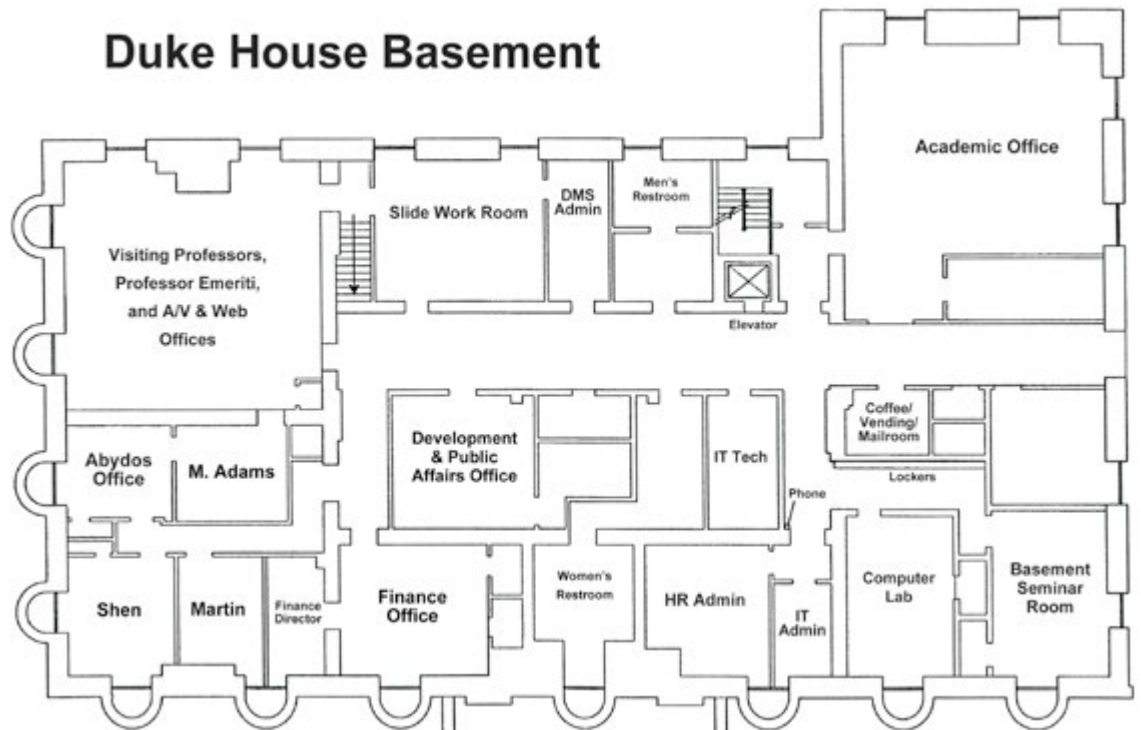 Duke House Basement
Academic Office
Men's
Restroom
DMS
Admin
Slide Work Room
Visiting Professors,
Professor Emeriti,
and A/V & Web
Offices
Elevator
Coffee/
Vending/
Mailroom
Development
& Public
Affairs Office
IT Tech
Abydos
Office
M. Adams
Lockers
Phone
Women's
Restroom
Basement
Seminar
Room
Computer
Lab
Finance
Office
HR Admin
Shen
Martin
Finance
Director
IT
Admin